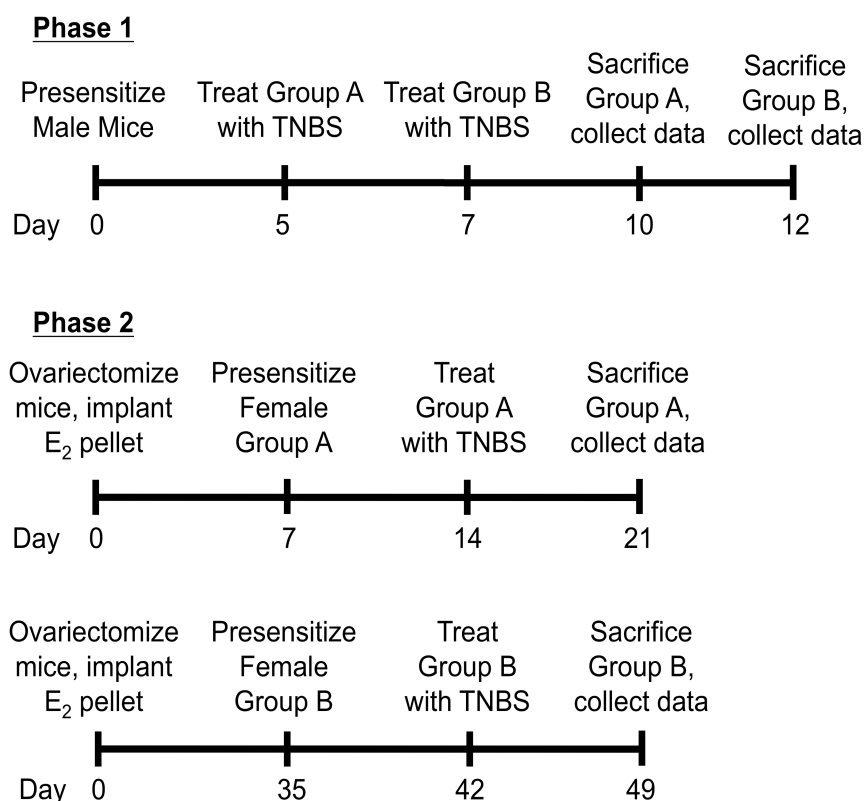 Phase 1
Presensitize
Male Mice
Treat Group A
with TNBS
Treat Group B
with TNBS
Sacrifice
Group A,
collect data
Sacrifice
Group B,
collect data
Day 0 5 7 10 12
Phase 2
Ovariectomize
mice, implant
E₂ pellet
Presensitize
Female
Group A
Treat
Group A
with TNBS
Sacrifice
Group A,
collect data
Day 0 7 14 21
Ovariectomize
mice, implant
E₂ pellet
Presensitize
Female
Group B
Treat
Group B
with TNBS
Sacrifice
Group B,
collect data
Day 0 35 42 49